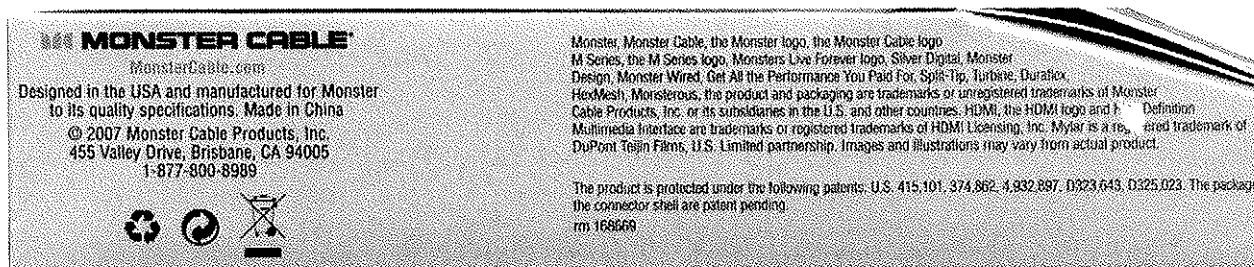 MONSTER CABLE®
MonsterCable.com
Designed in the USA and manufactured for Monster
to its quality specifications. Made in China
© 2007 Monster Cable Products, Inc.
455 Valley Drive, Brisbane, CA 94005
1-877-800-8989
Monster, Monster Cable, the Monster logo, the Monster Cable logo
M Series, the M Series logo, Monsters Live Forever logo, Silver Digital, Monster
Design, Monster Wired, Get All the Performance You Paid For, Split-Tip, Turbine, Duraflex,
HexMesh, Monsterous, the product and packaging are trademarks or unregistered trademarks of Monster
Cable Products, Inc. or its subsidiaries in the U.S. and other countries. HDMI, the HDMI logo and Definition
Multimedia Interface are trademarks or registered trademarks of HDMI Licensing, Inc. Mylar is a trademark of
DuPont Teijin Films, U.S. Limited partnership. Images and illustrations may vary from actual product.
The product is protected under the following patents, U.S. 415,101, 374,862, 4,932,897, D323,643, D325,023. The
the connector shell are patent pending.
rm 168669